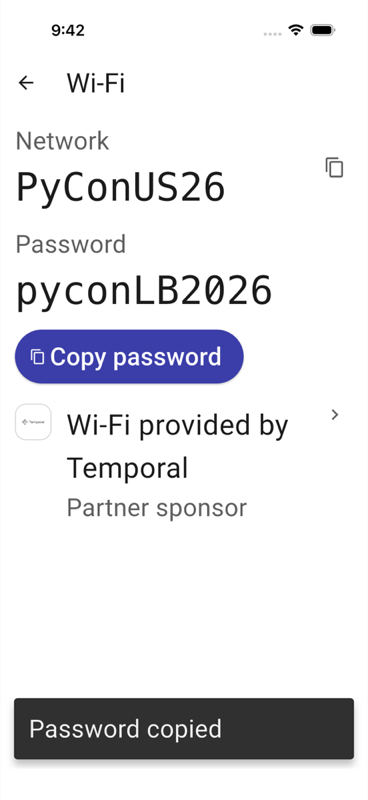 9:42
Wi-Fi
Network
PyConUS26
Password
pyconLB2026
Copy password
Temporal
Wi-Fi provided by
Temporal
Partner sponsor
Password copied